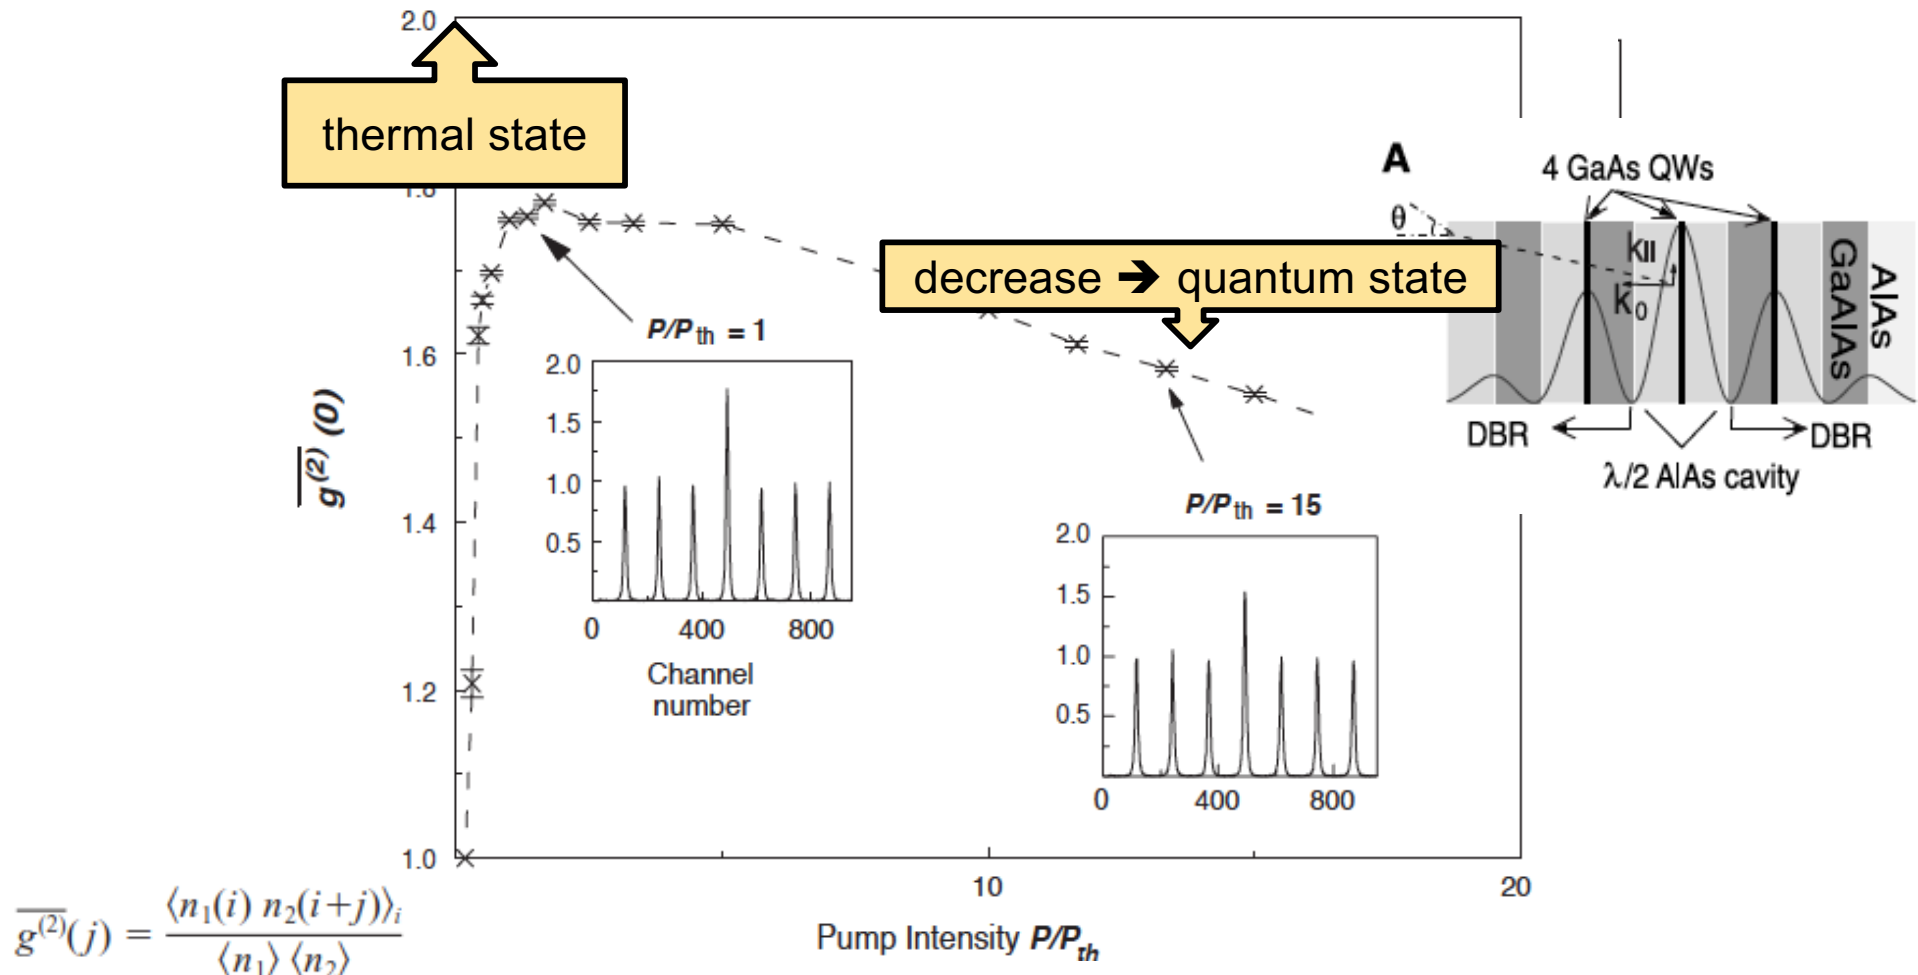 2.0
thermal state
1.8
A
4 GaAs QWs
θ
k||
k₀
GaAlAs
AlAs
decrease ➔ quantum state
DBR
DBR
λ/2 AlAs cavity
P/Pth = 1
1.6
2.0
1.5
1.0
0.5
0 400 800
Channel
number
g(2) (0)
1.4
P/Pth = 15
2.0
1.5
1.0
0.5
0 400 800
1.2
1.0
10 20
Pump Intensity P/Pth
g(2)(j) = ⟨n₁(i) n₂(i+j)⟩ᵢ
⟨n₁⟩ ⟨n₂⟩